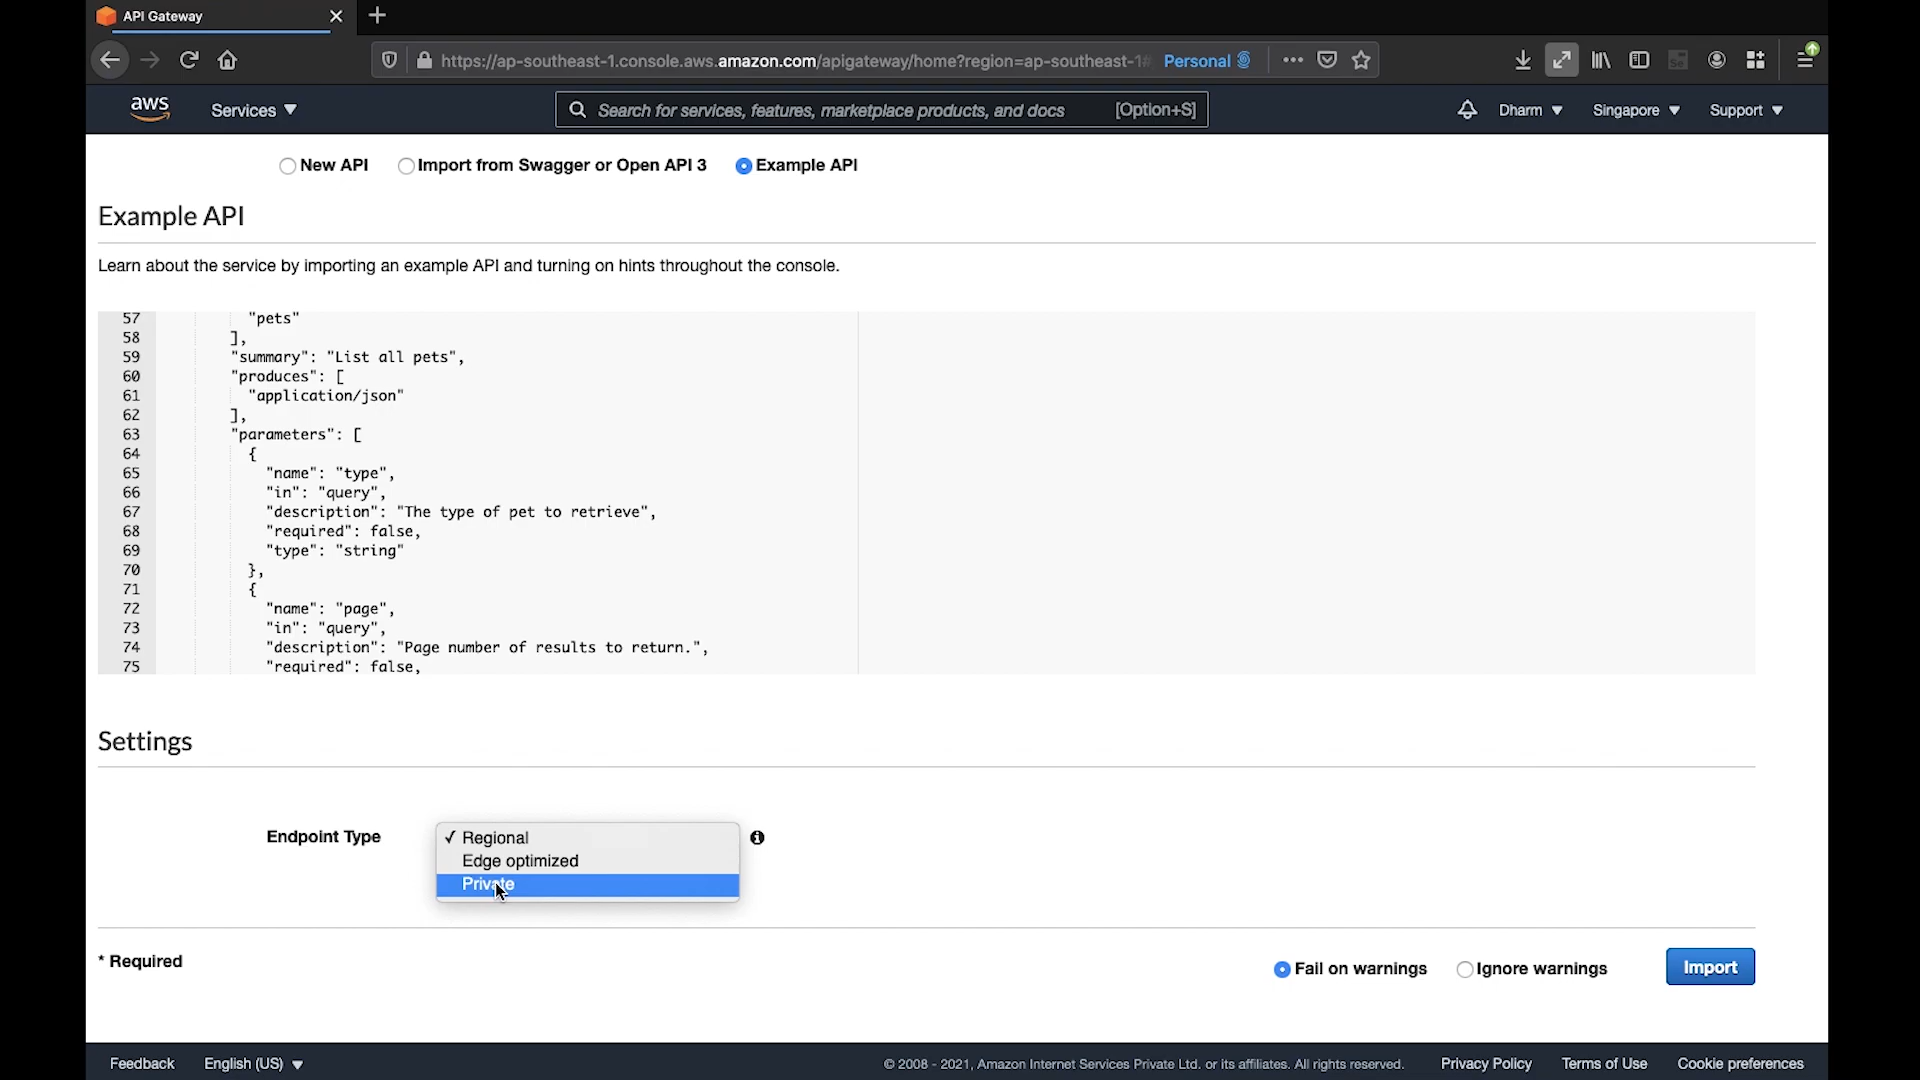 API Gateway
https://ap-southeast-1.console.aws.amazon.com/apigateway/home?region=ap-southeast-1# Personal
aws Services Search for services, features, marketplace products, and docs [Option+S] Dharm Singapore Support
New API Import from Swagger or Open API 3 Example API
Example API
Learn about the service by importing an example API and turning on hints throughout the console.
57 "pets"
58 ],
59 "summary": "List all pets",
60 "produces": [
61 "application/json"
62 ],
63 "parameters": [
64 {
65 "name": "type",
66 "in": "query",
67 "description": "The type of pet to retrieve",
68 "required": false,
69 "type": "string"
70 },
71 {
72 "name": "page",
73 "in": "query",
74 "description": "Page number of results to return.",
75 "required": false,
Settings
Endpoint Type ✓ Regional
Edge optimized
Private
* Required
Fail on warnings Ignore warnings Import
Feedback English (US) © 2008 - 2021, Amazon Internet Services Private Ltd. or its affiliates. All rights reserved. Privacy Policy Terms of Use Cookie preferences